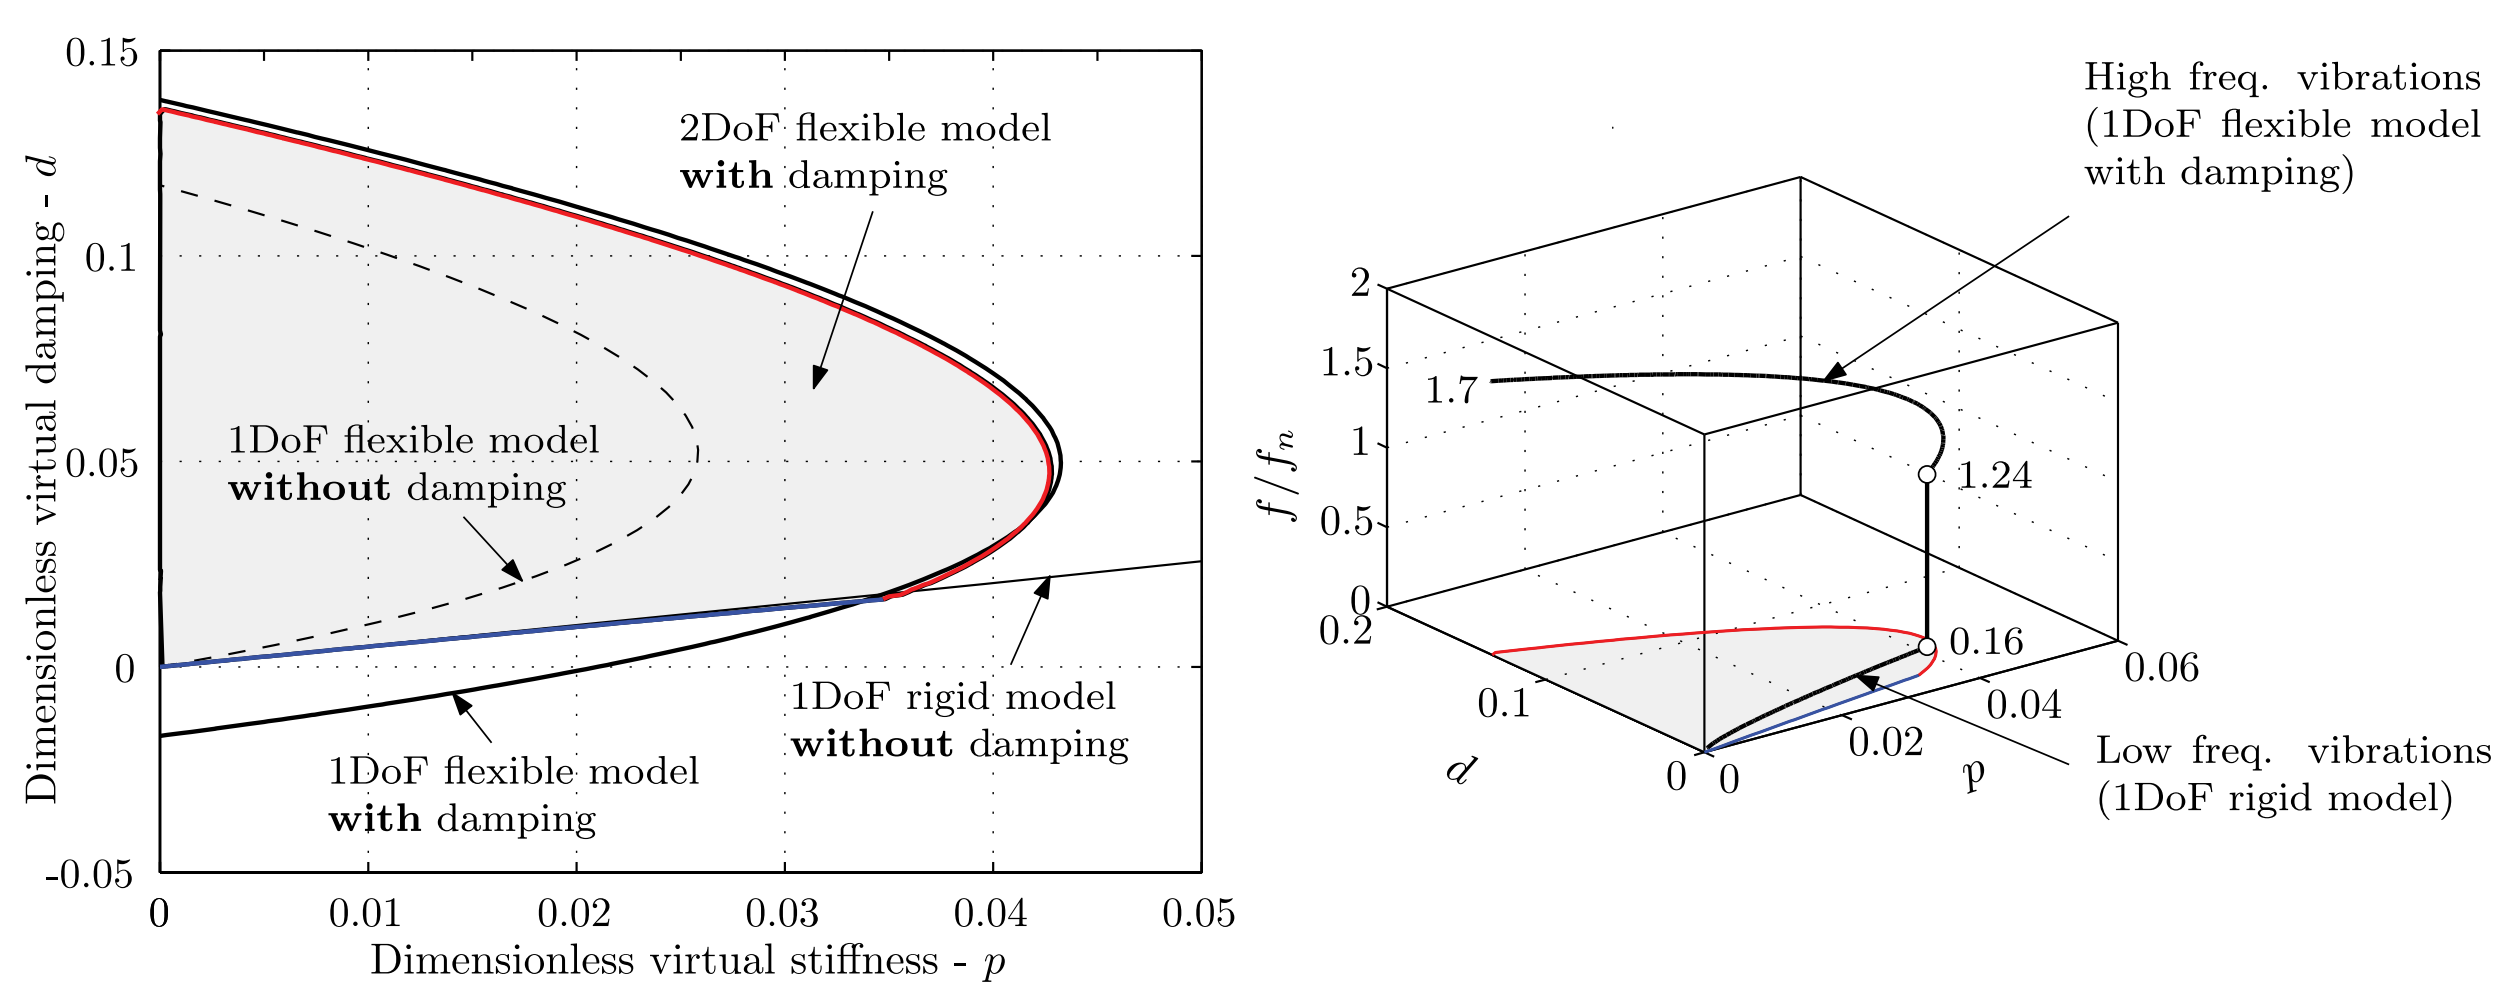 0.15
0.1
0.05
0
-0.05
Dimensionless virtual damping - d
0
0.01
0.02
0.03
0.04
0.05
Dimensionless virtual stiffness - p
2DoF flexible model
with damping
1DoF flexible model
without damping
1DoF rigid model
without damping
1DoF flexible model
with damping
High freq. vibrations
(1DoF flexible model
with damping)
2
1.5
1
0.5
0
f/fn
1.7
1.24
0.16
0.2
0.1
0
d
0
0.02
0.04
0.06
p
Low freq. vibrations
(1DoF rigid model)